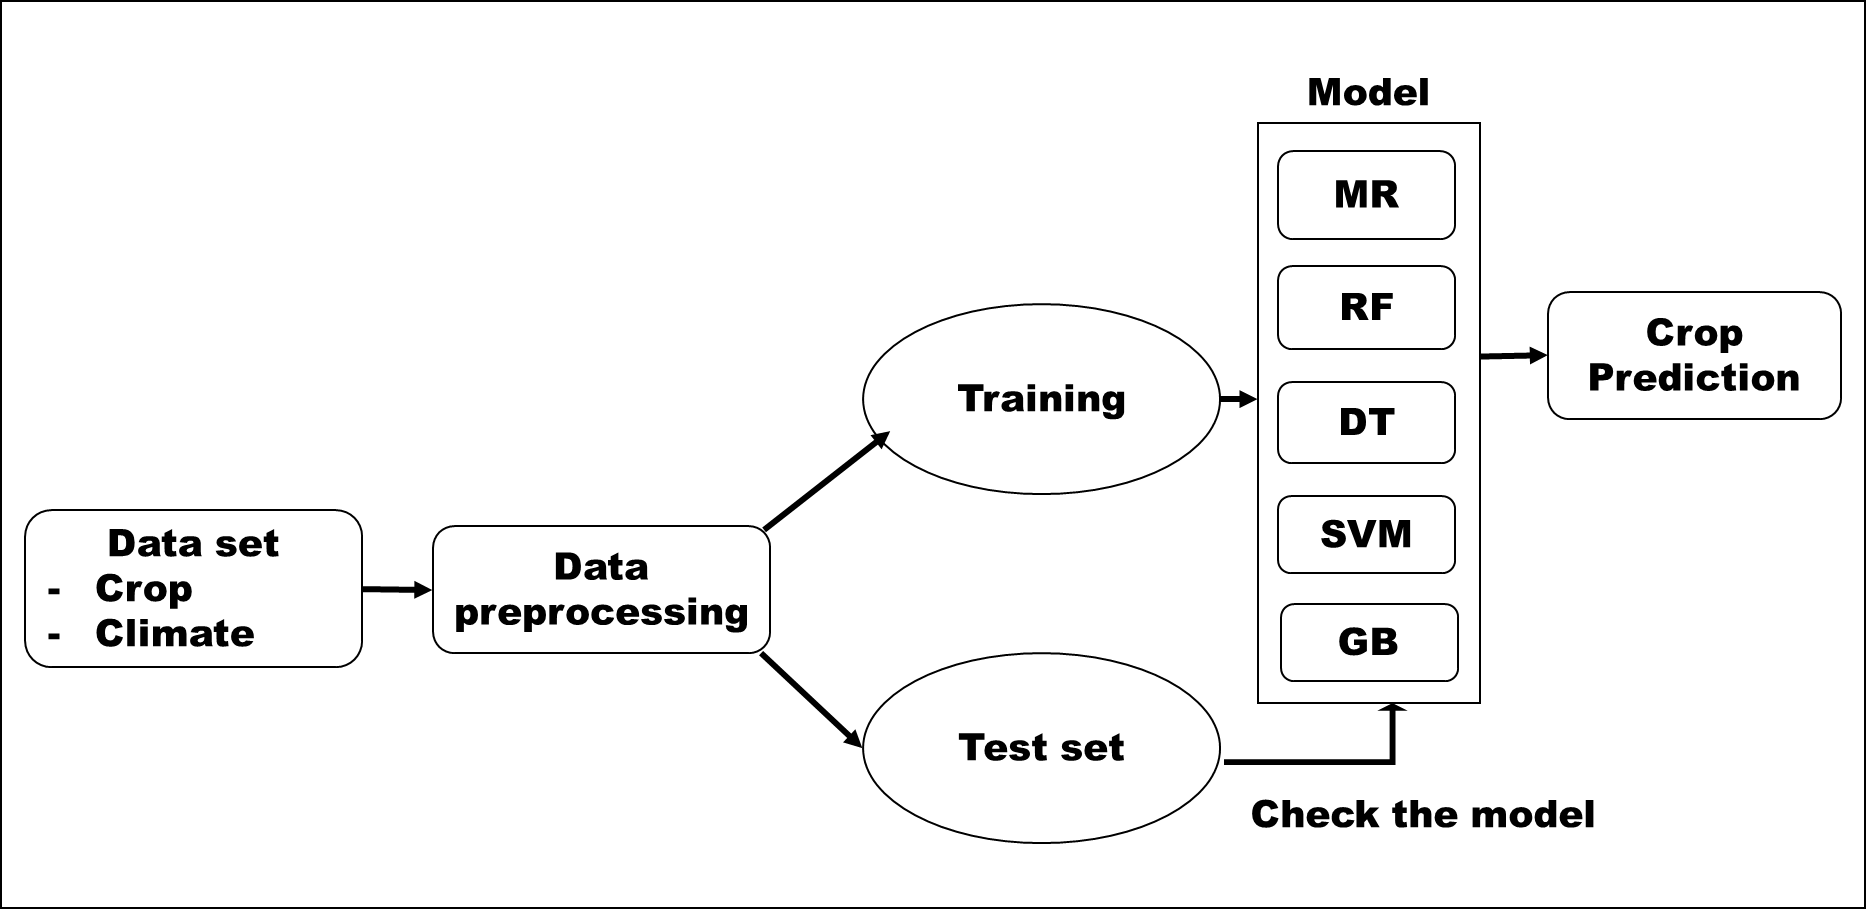 Data set
- Crop
- Climate
Data
preprocessing
Training
Test set
Check the model
Model
MR
RF
DT
SVM
GB
Crop
Prediction